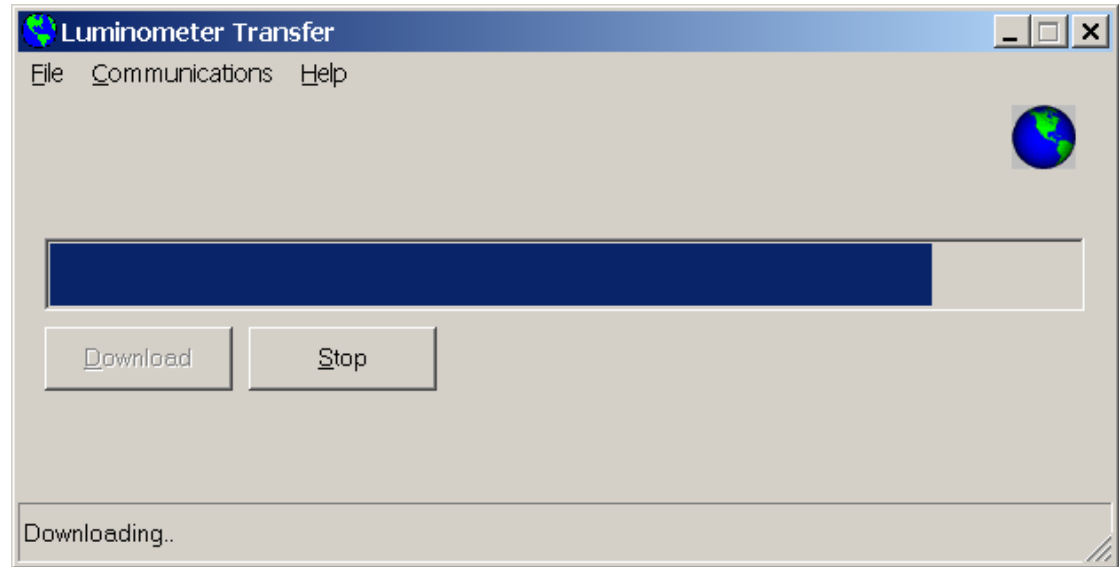 Luminometer Transfer
File Communications Help
Download Stop
Downloading..